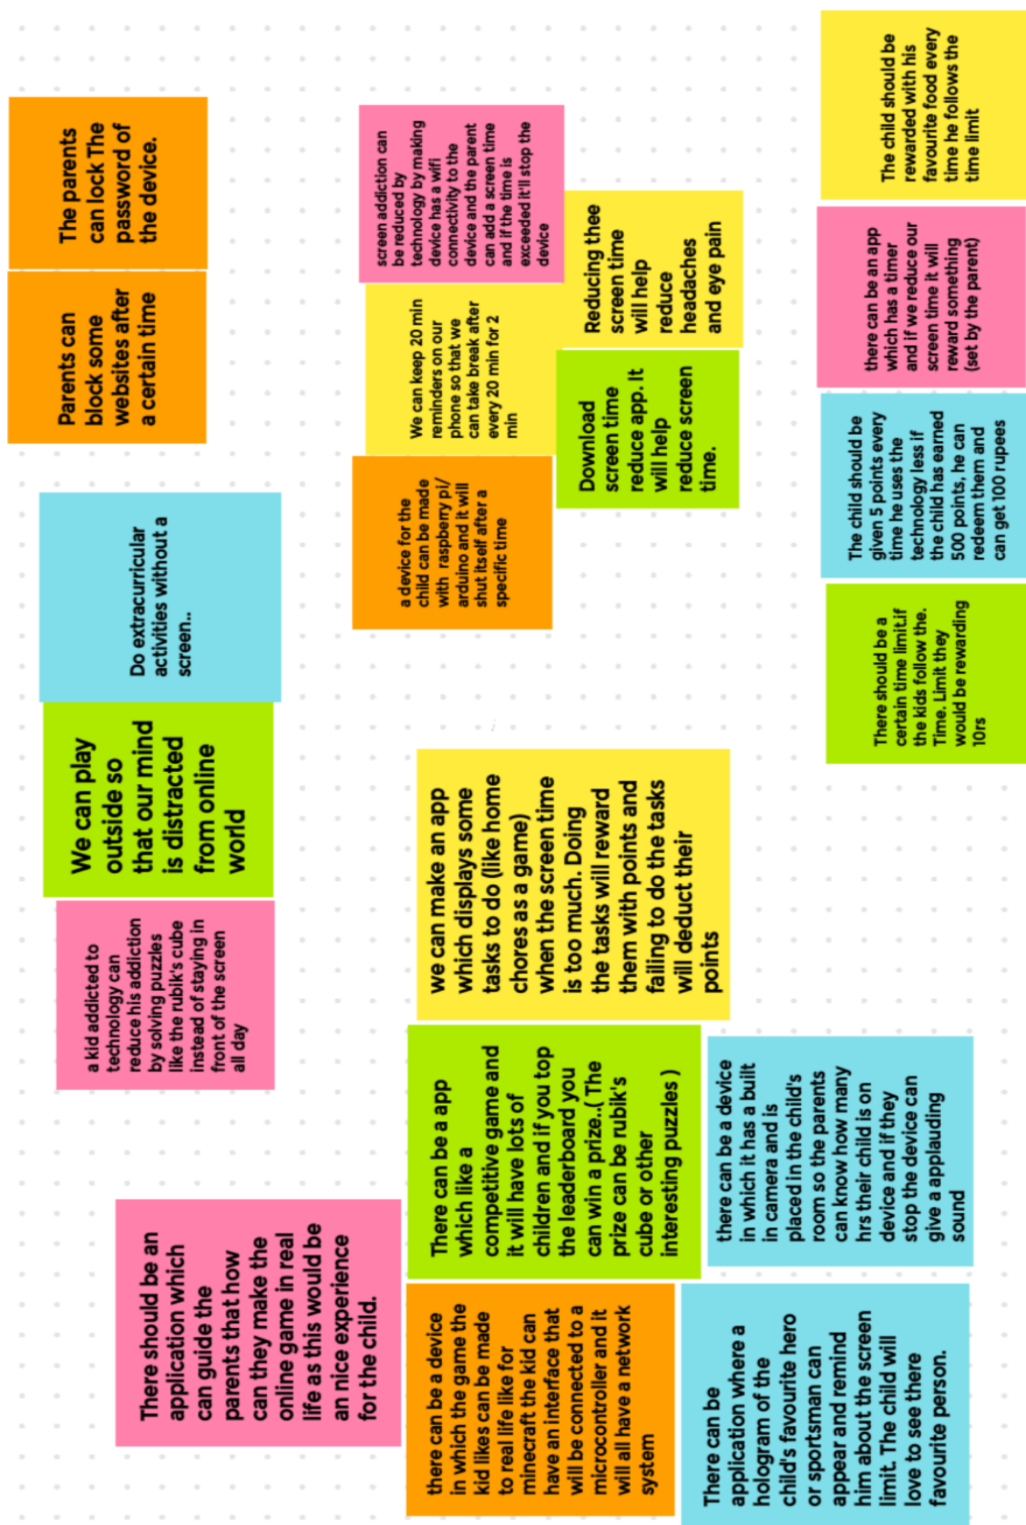 There should be an
application which
can guide the
parents that how
can they make the
online game in real
life as this would be
an nice experience
for the child.
a kid addicted to
technology can
reduce his addiction
by solving puzzles
like the rubik's cube
instead of staying in
front of the screen
all day
We can play
outside so
that our mind
is distracted
from online
world
Do extracurricular
activities without a
screen..
Parents can
block some
websites after
a certain time
The parents
can lock The
password of
the device.
there can be a device
in which the game the
kid likes can be made
to real life like for
minecraft the kid can
have an interface that
will be connected to a
microcontroller and it
will all have a network
system
There can be a app
which like a
competitive game and
it will have lots of
children and if you top
the leaderboard you
can win a prize..( The
prize can be rubik's
cube or other
interesting puzzles )
we can make an app
which displays some
tasks to do (like home
chores as a game)
when the screen time
is too much. Doing
the tasks will reward
them with points and
failing to do the tasks
will deduct their
points
There can be
application where a
hologram of the
child's favourite hero
or sportsman can
appear and remind
him about the screen
limit. The child will
love to see there
favourite person.
there can be a device
in which it has a built
in camera and is
placed in the child's
room so the parents
can know how many
hrs their child is on
device and if they
stop the device can
give a applauding
sound
a device for the
child can be made
with raspberry pi/
arduino and it will
shut itself after a
specific time
We can keep 20 min
reminders on our
phone so that we
can take break after
every 20 min for 2
min
screen addiction can
be reduced by
technology by making
device has a wifi
connectivity to the
device and the parent
can add a screen time
and if the time is
exceeded it'll stop the
device
Download
screen time
reduce app. It
will help
reduce screen
time.
Reducing thee
screen time
will help
reduce
headaches
and eye pain
There should be a
certain time limit.if
the kids follow the.
Time. Limit they
would be rewarding
10rs
The child should be
given 5 points every
time he uses the
technology less if
the child has earned
500 points, he can
redeem them and
can get 100 rupees
there can be an app
which has a timer
and if we reduce our
screen time it will
reward something
(set by the parent)
The child should be
rewarded with his
favourite food every
time he follows the
time limit